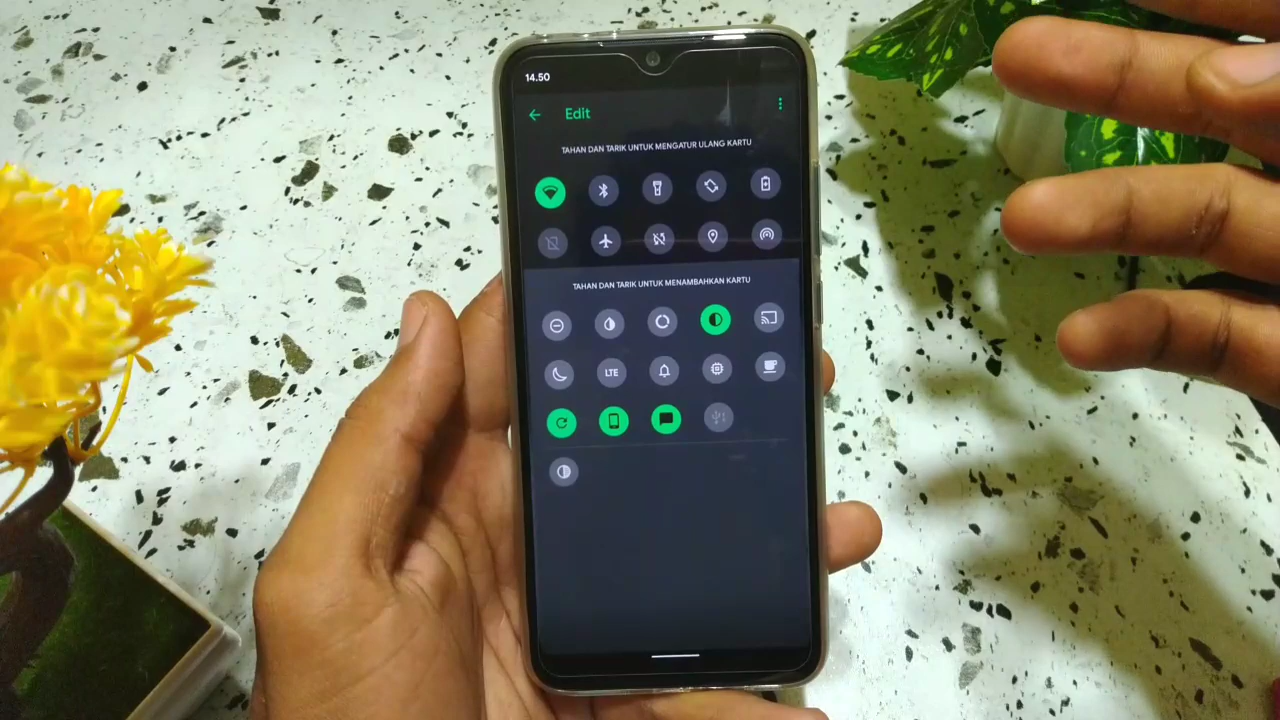 14.50
Edit
TAHAN DAN TARIK UNTUK MENGATUR ULANG KARTU
TAHAN DAN TARIK UNTUK MENAMBAHKAN KARTU
LTE